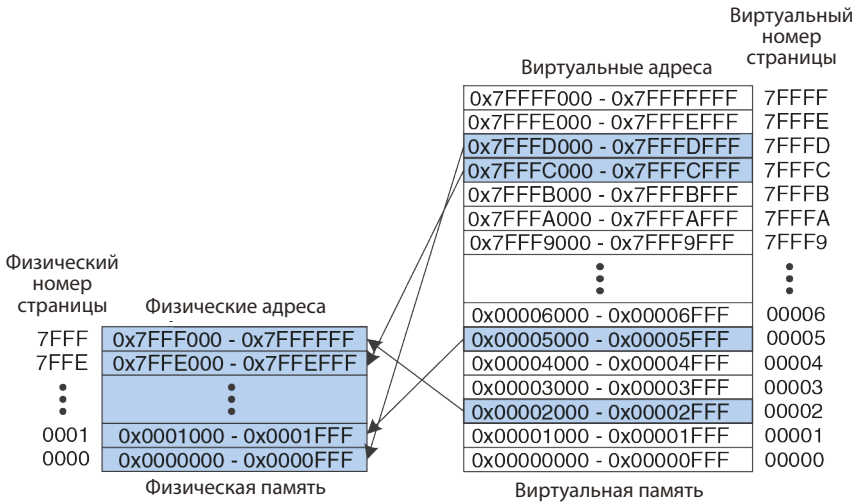 Виртуальный
номер
страницы
Виртуальные адреса
0x7FFFF000 - 0x7FFFFFFF 7FFFF
0x7FFFE000 - 0x7FFFEFFF 7FFFE
0x7FFFD000 - 0x7FFFDFFF 7FFFD
0x7FFFC000 - 0x7FFFCFFF 7FFFC
0x7FFFB000 - 0x7FFFBFFF 7FFFB
0x7FFFA000 - 0x7FFFAFFF 7FFFA
0x7FFF9000 - 0x7FFF9FFF 7FFF9
0x00006000 - 0x00006FFF 00006
0x00005000 - 0x00005FFF 00005
0x00004000 - 0x00004FFF 00004
0x00003000 - 0x00003FFF 00003
0x00002000 - 0x00002FFF 00002
0x00001000 - 0x00001FFF 00001
0x00000000 - 0x00000FFF 00000
Виртуальная память
Физический
номер
страницы
Физические адреса
7FFF 0x7FFF000 - 0x7FFFFFF
7FFE 0x7FFE000 - 0x7FFEFFF
0001 0x0001000 - 0x0001FFF
0000 0x0000000 - 0x0000FFF
Физическая память